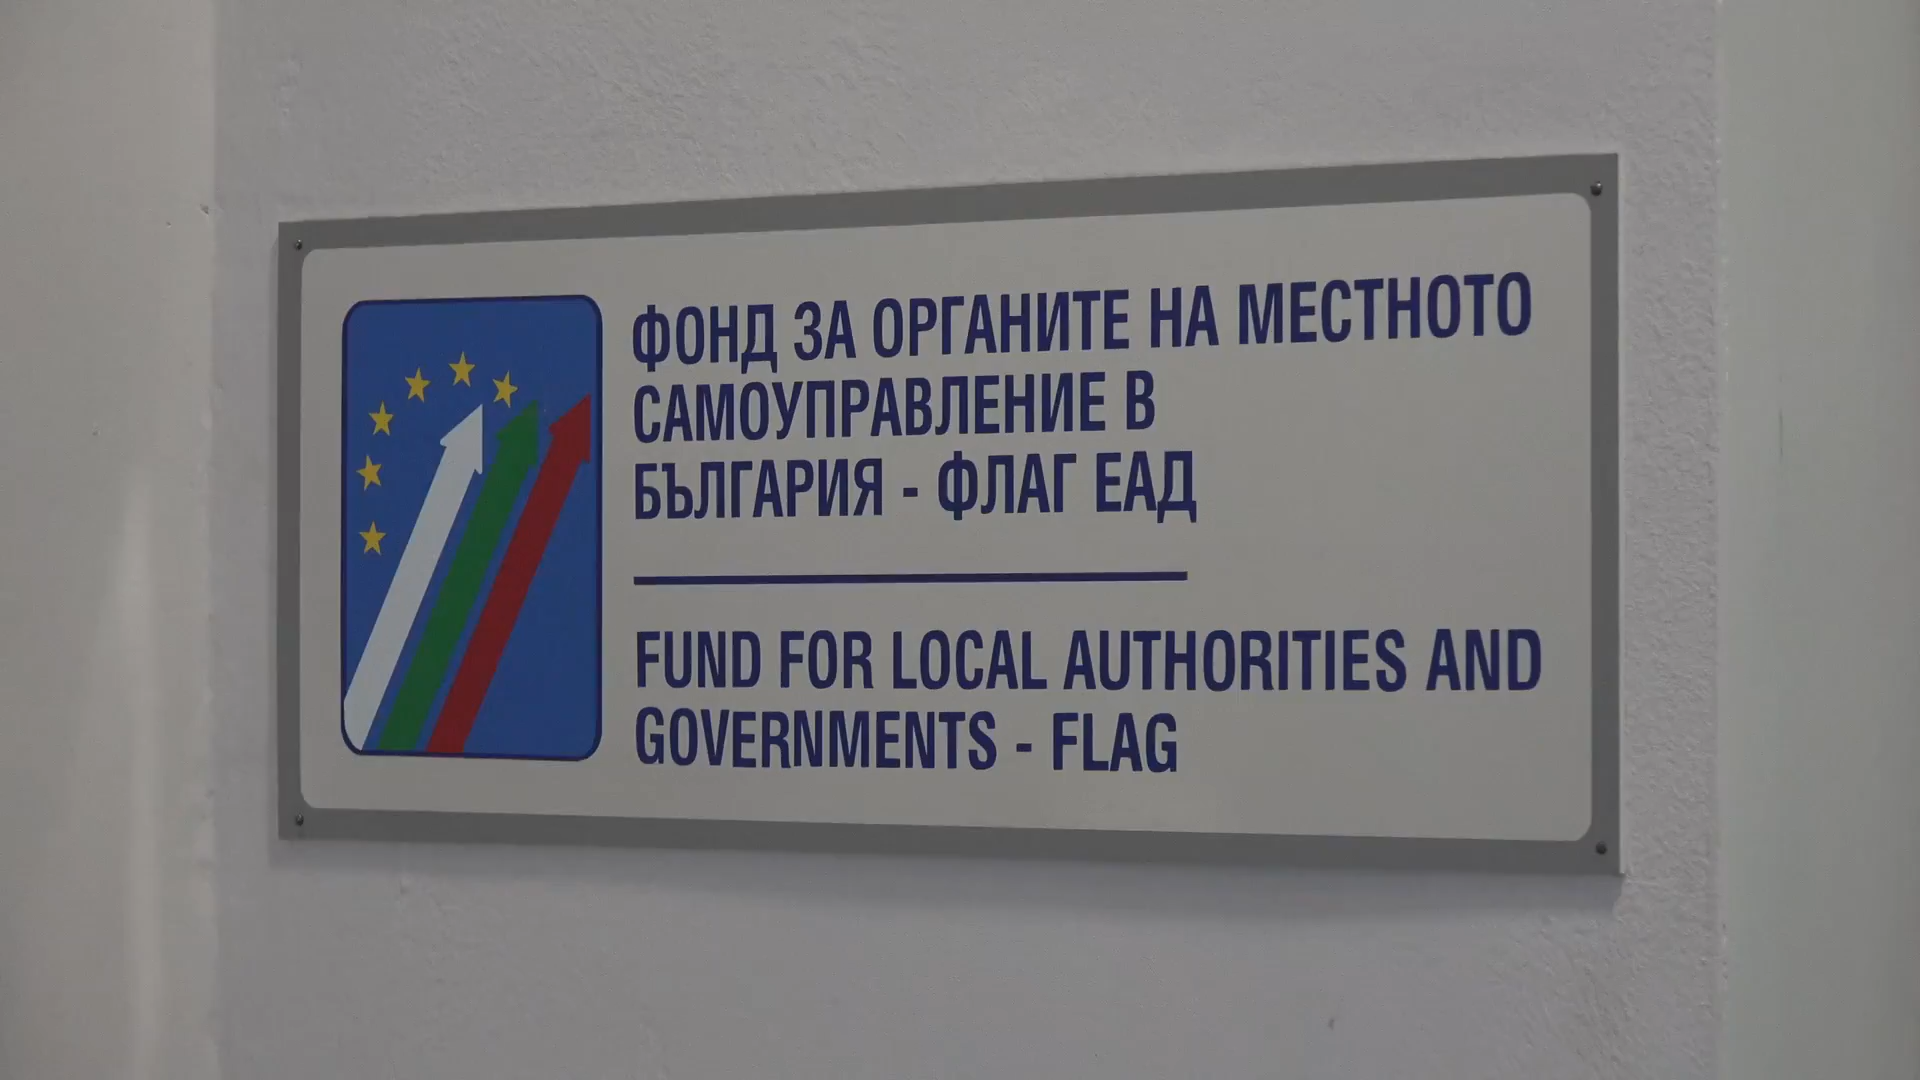 ФОНД ЗА ОРГАНИТЕ НА МЕСТНОТО
САМОУПРАВЛЕНИЕ В
БЪЛГАРИЯ - ФЛАГ ЕАД
FUND FOR LOCAL AUTHORITIES AND
GOVERNMENTS - FLAG